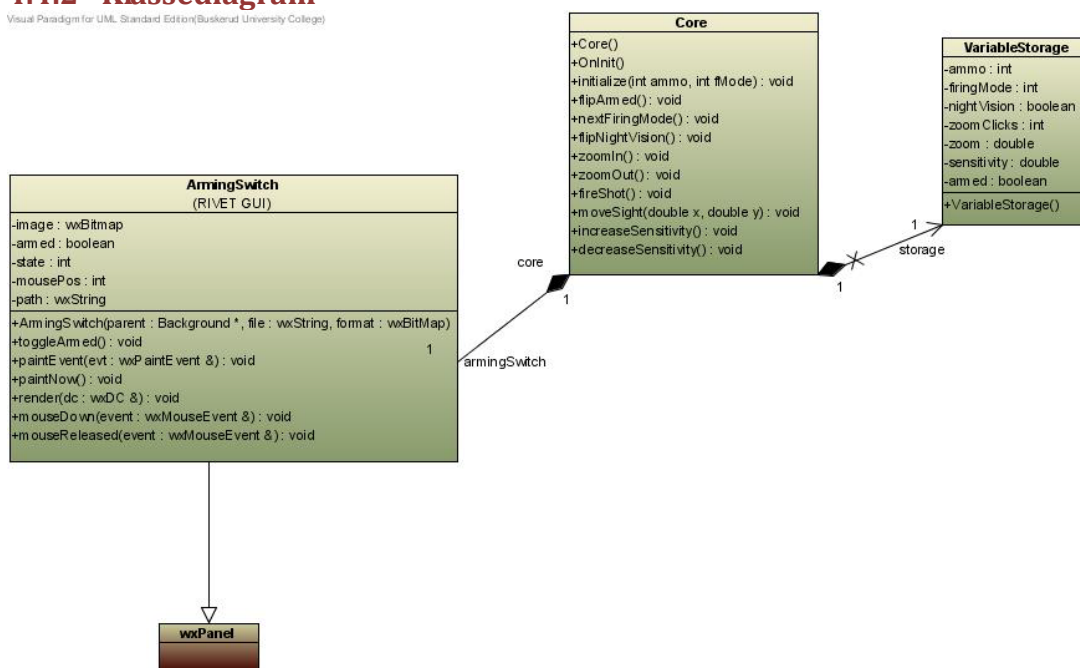 4.4.2 Klassediagram
Visual Paradigm for UML Standard Edition(Buskerud University College)
Core
+Core()
+OnInit()
+initialize(int ammo, int fMode) : void
+flipArmed() : void
+nextFiringMode() : void
+flipNightVision() : void
+zoomIn() : void
+zoomOut() : void
+fireShot() : void
+moveSight(double x, double y) : void
+increaseSensitivity() : void
+decreaseSensitivity() : void
VariableStorage
-ammo : int
-firingMode : int
-nightVision : boolean
-zoomClicks : int
-zoom : double
-sensitivity : double
-armed : boolean
+VariableStorage()
1
storage
1
core
1
1
armingSwitch
ArmingSwitch
(RIVET GUI)
-image : wxBitmap
-armed : boolean
-state : int
-mousePos : int
-path : wxString
+ArmingSwitch(parent : Background *, file : wxString, format : wxBitMap)
+toggleArmed() : void
+paintEvent(evt : wxPaintEvent &) : void
+paintNow() : void
+render(dc : wxDC &) : void
+mouseDown(event : wxMouseEvent &) : void
+mouseReleased(event : wxMouseEvent &) : void
wxPanel